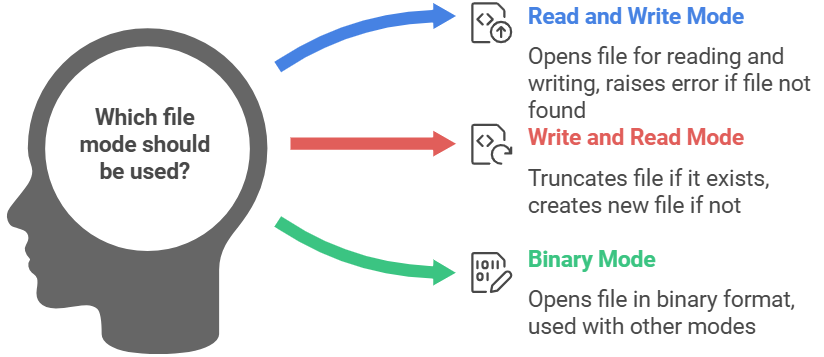 Which file
mode should
be used?
Read and Write Mode
Opens file for reading and
writing, raises error if file not
found
Write and Read Mode
Truncates file if it exists,
creates new file if not
Binary Mode
Opens file in binary format,
used with other modes